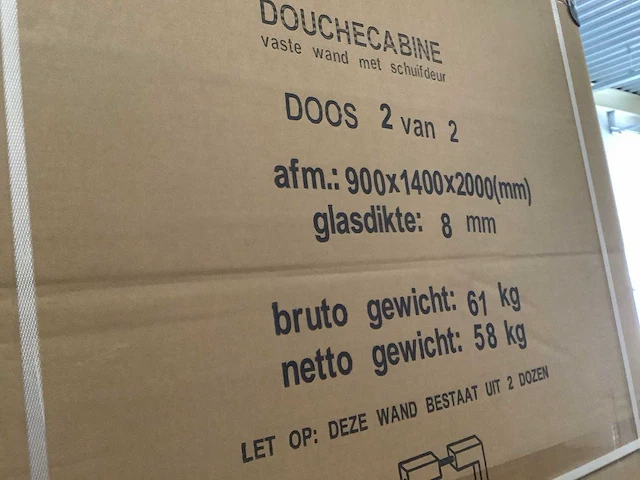 DOUCHECABINE
vaste wand met schuifdeur
DOOS 2 van 2
afm.: 900x1400x2000(mm)
glasdikte: 8 mm
bruto gewicht: 61 kg
netto gewicht: 58 kg
LET OP: DEZE WAND BESTAAT UIT 2 DOZEN